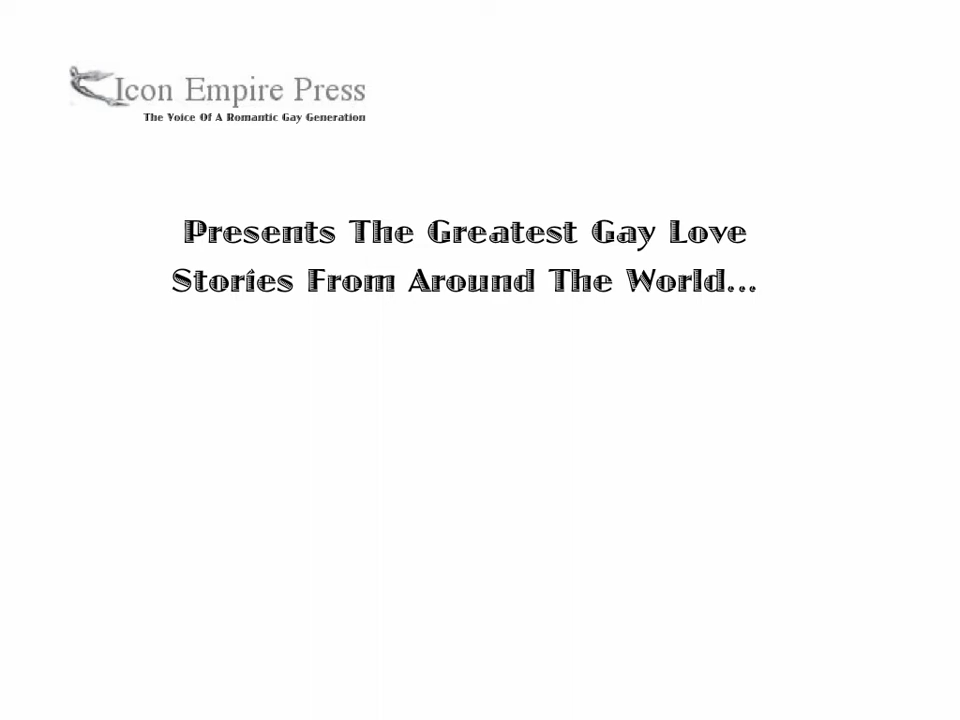 Icon Empire Press
The Voice Of A Romantic Gay Generation
Presents The Greatest Gay Love
Stories From Around The World...